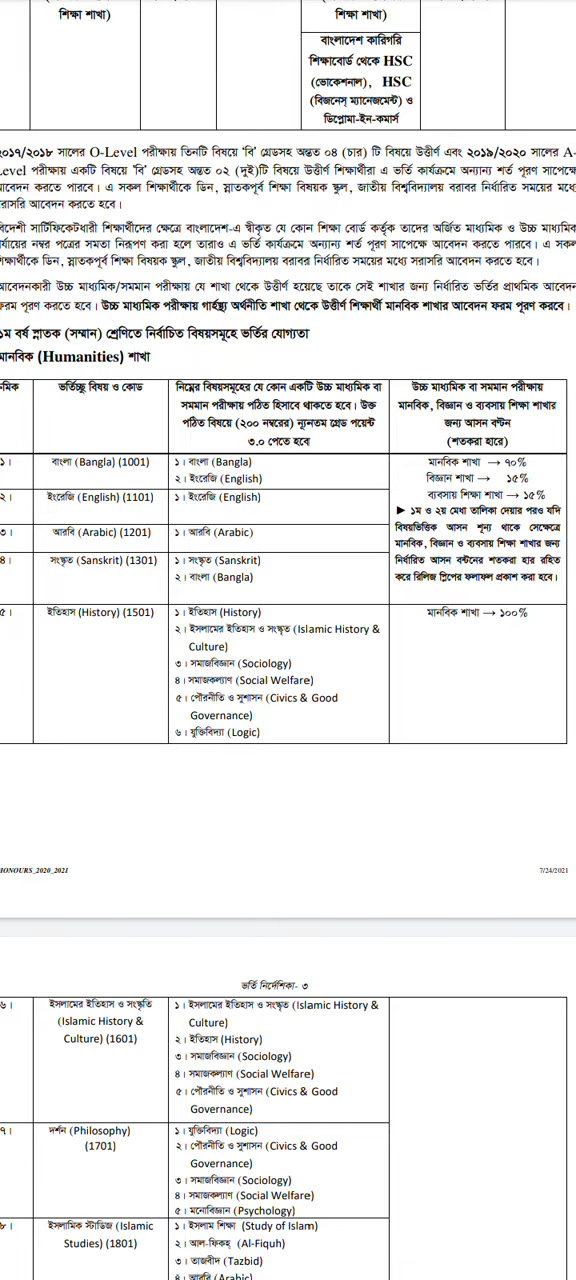 শিক্ষা শাখা)
শিক্ষা শাখা)
বাংলাদেশ কারিগরি
শিক্ষাবোর্ড থেকে HSC
(ভোকেশনাল), HSC
(বিজনেস্ ম্যানেজমেন্ট) ও
ডিপ্লোমা-ইন-কমার্স
২০১৭/২০১৮ সালের O-Level পরীক্ষায় তিনটি বিষয়ে ‘বি’ গ্রেডসহ অন্তত ০৪ (চার) টি বিষয়ে উত্তীর্ণ এবং ২০১৯/২০২০ সালের A-
Level পরীক্ষায় একটি বিষয়ে ‘বি’ গ্রেডসহ অন্তত ০২ (দুই)টি বিষয়ে উত্তীর্ণ শিক্ষার্থীরা এ ভর্তি কার্যক্রমে অন্যান্য শর্ত পূরণ সাপেক্ষে
আবেদন করতে পারবে। এ সকল শিক্ষার্থীকে ডিন, স্নাতকপূর্ব শিক্ষা বিষয়ক স্কুল, জাতীয় বিশ্ববিদ্যালয় বরাবর নির্ধারিত সময়ের মধ্যে
সরাসরি আবেদন করতে হবে।
বিদেশী সার্টিফিকেটধারী শিক্ষার্থীদের ক্ষেত্রে বাংলাদেশ-এ স্বীকৃত যে কোন শিক্ষা বোর্ড কর্তৃক তাদের অর্জিত মাধ্যমিক ও উচ্চ মাধ্যমিক
পর্যায়ের নম্বর পত্রের সমতা নিরূপণ করা হলে তারাও এ ভর্তি কার্যক্রমে অন্যান্য শর্ত পূরণ সাপেক্ষে আবেদন করতে পারবে। এ সকল
শিক্ষার্থীকে ডিন, স্নাতকপূর্ব শিক্ষা বিষয়ক স্কুল, জাতীয় বিশ্ববিদ্যালয় বরাবর নির্ধারিত সময়ের মধ্যে সরাসরি আবেদন করতে হবে।
আবেদনকারী উচ্চ মাধ্যমিক/সমমান পরীক্ষায় যে শাখা থেকে উত্তীর্ণ হয়েছে তাকে সেই শাখার জন্য নির্ধারিত ভর্তির প্রাথমিক আবেদন
ফরম পূরণ করতে হবে। উচ্চ মাধ্যমিক পরীক্ষায় গার্হস্থ্য অর্থনীতি শাখা থেকে উত্তীর্ণ শিক্ষার্থী মানবিক শাখার আবেদন ফরম পূরণ করবে।
১ম বর্ষ স্নাতক (সম্মান) শ্রেণিতে নির্বাচিত বিষয়সমূহে ভর্তির যোগ্যতা
মানবিক (Humanities) শাখা
ক্রমিক
ভর্তিচ্ছু বিষয় ও কোড
নিম্নের বিষয়সমূহের যে কোন একটি উচ্চ মাধ্যমিক বা
সমমান পরীক্ষায় পঠিত হিসাবে থাকতে হবে। উক্ত
পঠিত বিষয়ে (২০০ নম্বরের) ন্যূনতম গ্রেড পয়েন্ট
৩.০ পেতে হবে
উচ্চ মাধ্যমিক বা সমমান পরীক্ষায়
মানবিক, বিজ্ঞান ও ব্যবসায় শিক্ষা শাখার
জন্য আসন বণ্টন
(শতকরা হারে)
১।
বাংলা (Bangla) (1001)
১। বাংলা (Bangla)
২। ইংরেজি (English)
মানবিক শাখা → ৭০%
বিজ্ঞান শাখা → ১৫%
ব্যবসায় শিক্ষা শাখা → ১৫%
► ১ম ও ২য় মেধা তালিকা দেয়ার পরও যদি
বিষয়ভিত্তিক আসন শূন্য থাকে সেক্ষেত্রে
মানবিক, বিজ্ঞান ও ব্যবসায় শিক্ষা শাখার জন্য
নির্ধারিত আসন বণ্টনের শতকরা হার রহিত
করে রিলিজ স্লিপের ফলাফল প্রকাশ করা হবে।
২।
ইংরেজি (English) (1101)
১। ইংরেজি (English)
৩।
আরবি (Arabic) (1201)
১। আরবি (Arabic)
৪।
সংস্কৃত (Sanskrit) (1301)
১। সংস্কৃত (Sanskrit)
২। বাংলা (Bangla)
৫।
ইতিহাস (History) (1501)
১। ইতিহাস (History)
২। ইসলামের ইতিহাস ও সংস্কৃত (Islamic History &
Culture)
৩। সমাজবিজ্ঞান (Sociology)
৪। সমাজকল্যাণ (Social Welfare)
৫। পৌরনীতি ও সুশাসন (Civics & Good
Governance)
৬। যুক্তিবিদ্যা (Logic)
মানবিক শাখা → ১০০%
HONOURS_2020_2021
7/24/2021
ভর্তি নির্দেশিকা- ৩
৬।
ইসলামের ইতিহাস ও সংস্কৃতি
(Islamic History &
Culture) (1601)
১। ইসলামের ইতিহাস ও সংস্কৃত (Islamic History &
Culture)
২। ইতিহাস (History)
৩। সমাজবিজ্ঞান (Sociology)
৪। সমাজকল্যাণ (Social Welfare)
৫। পৌরনীতি ও সুশাসন (Civics & Good
Governance)
৭।
দর্শন (Philosophy)
(1701)
১। যুক্তিবিদ্যা (Logic)
২। পৌরনীতি ও সুশাসন (Civics & Good
Governance)
৩। সমাজবিজ্ঞান (Sociology)
৪। সমাজকল্যাণ (Social Welfare)
৫। মনোবিজ্ঞান (Psychology)
৮।
ইসলামিক স্টাডিজ (Islamic
Studies) (1801)
১। ইসলাম শিক্ষা (Study of Islam)
২। আল-ফিকহ্ (Al-Fiquh)
৩। তাজবীদ (Tazbid)
৪। আরবি (Arabic)